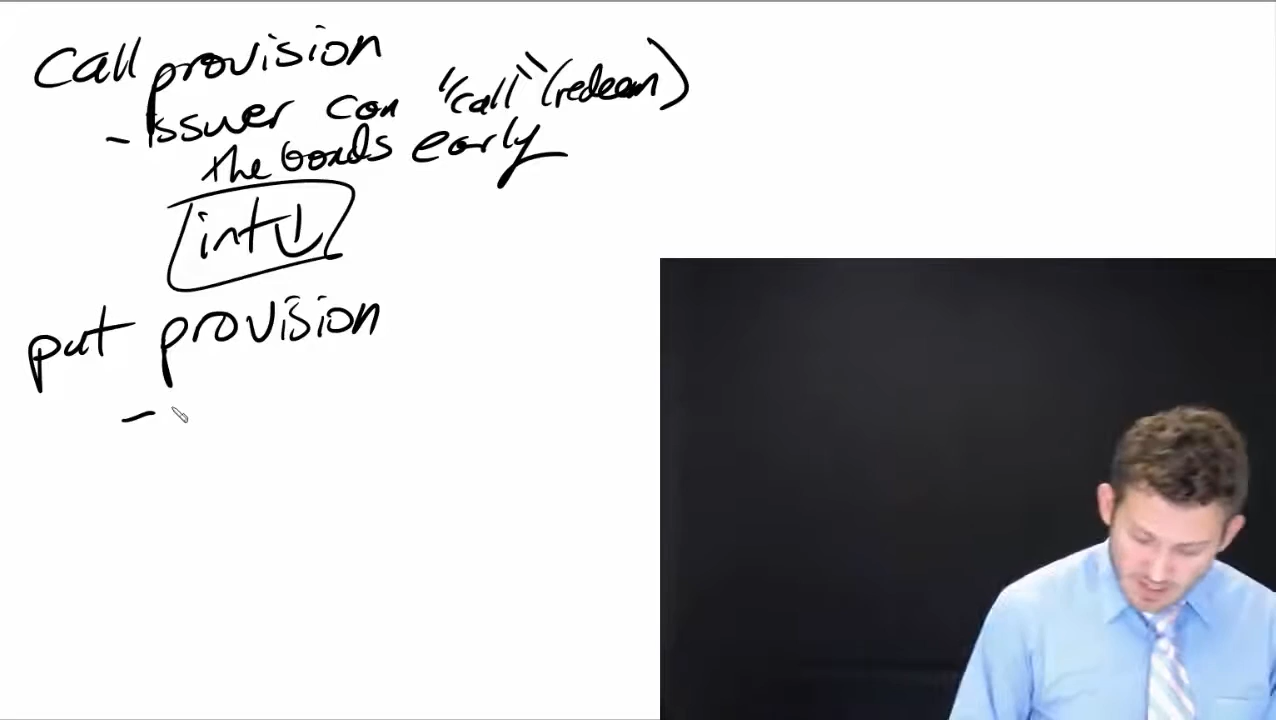 Call provision
- issuer can "call" (redeem)
the bonds early
int↓
put provision
-